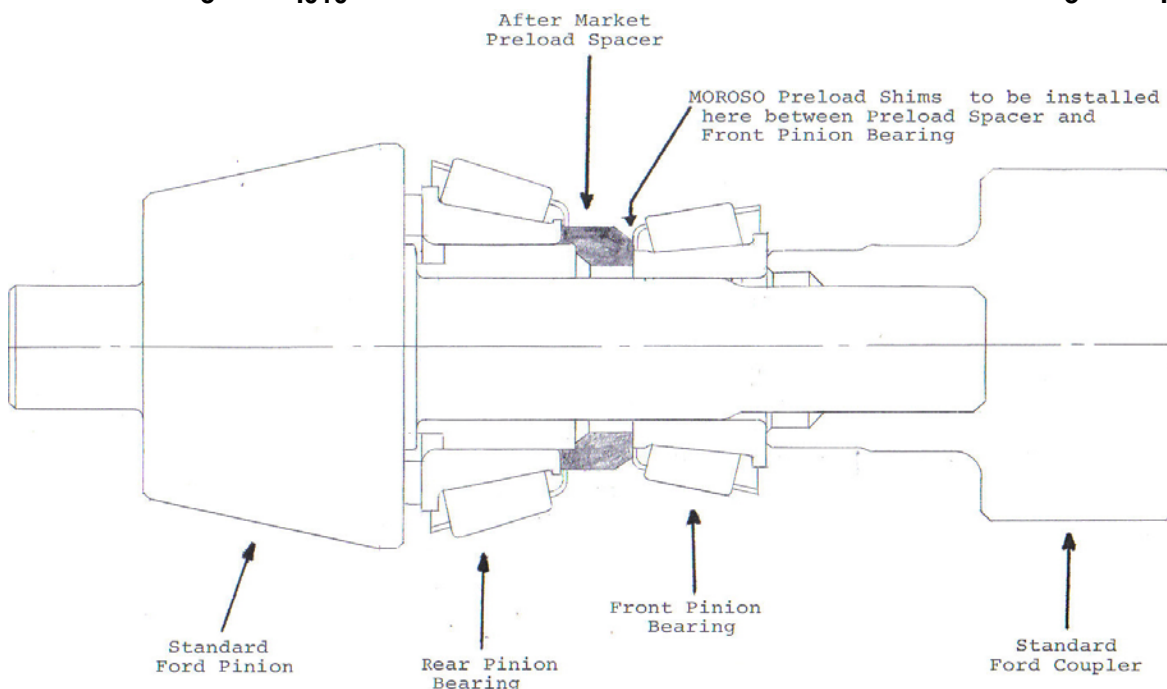 After Market
Preload Spacer
MOROSO Preload Shims to be installed
here between Preload Spacer and
Front Pinion Bearing
Front Pinion
Bearing
Standard
Ford Pinion
Rear Pinion
Bearing
Standard
Ford Coupler